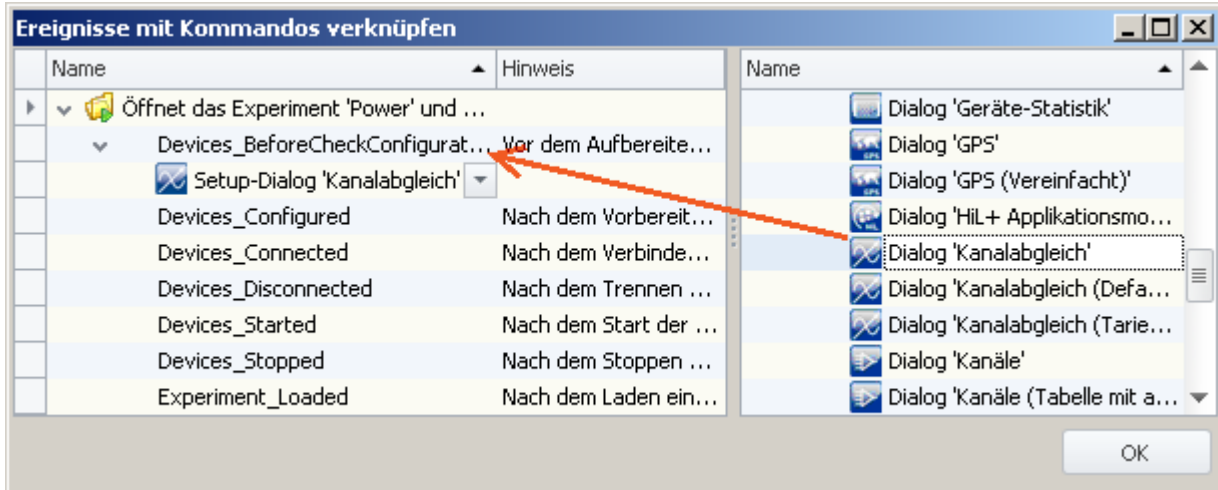 Ereignisse mit Kommandos verknüpfen
Name Hinweis
Öffnet das Experiment 'Power' und ...
Devices_BeforeCheckConfigurat... Vor dem Aufbereite...
Setup-Dialog 'Kanalabgleich'
Devices_Configured Nach dem Vorbereit...
Devices_Connected Nach dem Verbinde...
Devices_Disconnected Nach dem Trennen ...
Devices_Started Nach dem Start der ...
Devices_Stopped Nach dem Stoppen ...
Experiment_Loaded Nach dem Laden ein...
Name
Dialog 'Geräte-Statistik'
GPS Dialog 'GPS'
GPS Dialog 'GPS (Vereinfacht)'
HiL Dialog 'HiL+ Applikationsmo...
Dialog 'Kanalabgleich'
Dialog 'Kanalabgleich (Defa...
Dialog 'Kanalabgleich (Tarie...
Dialog 'Kanäle'
Dialog 'Kanäle (Tabelle mit a...
OK